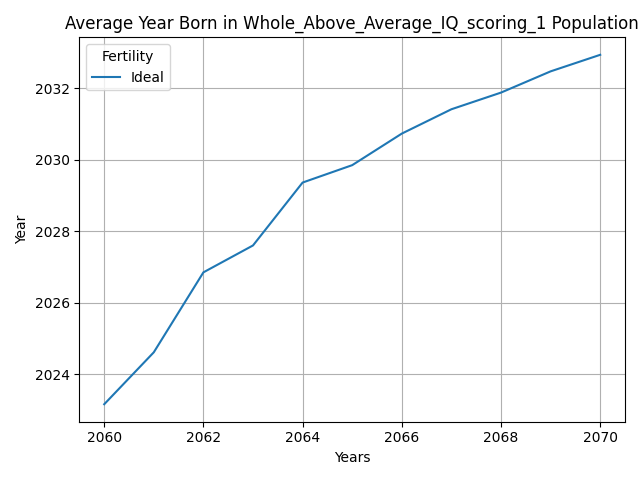 Average Year Born in Whole_Above_Average_IQ_scoring_1 Population
Fertility
Ideal
Year
2032
2030
2028
2026
2024
2060 2062 2064 2066 2068 2070
Years